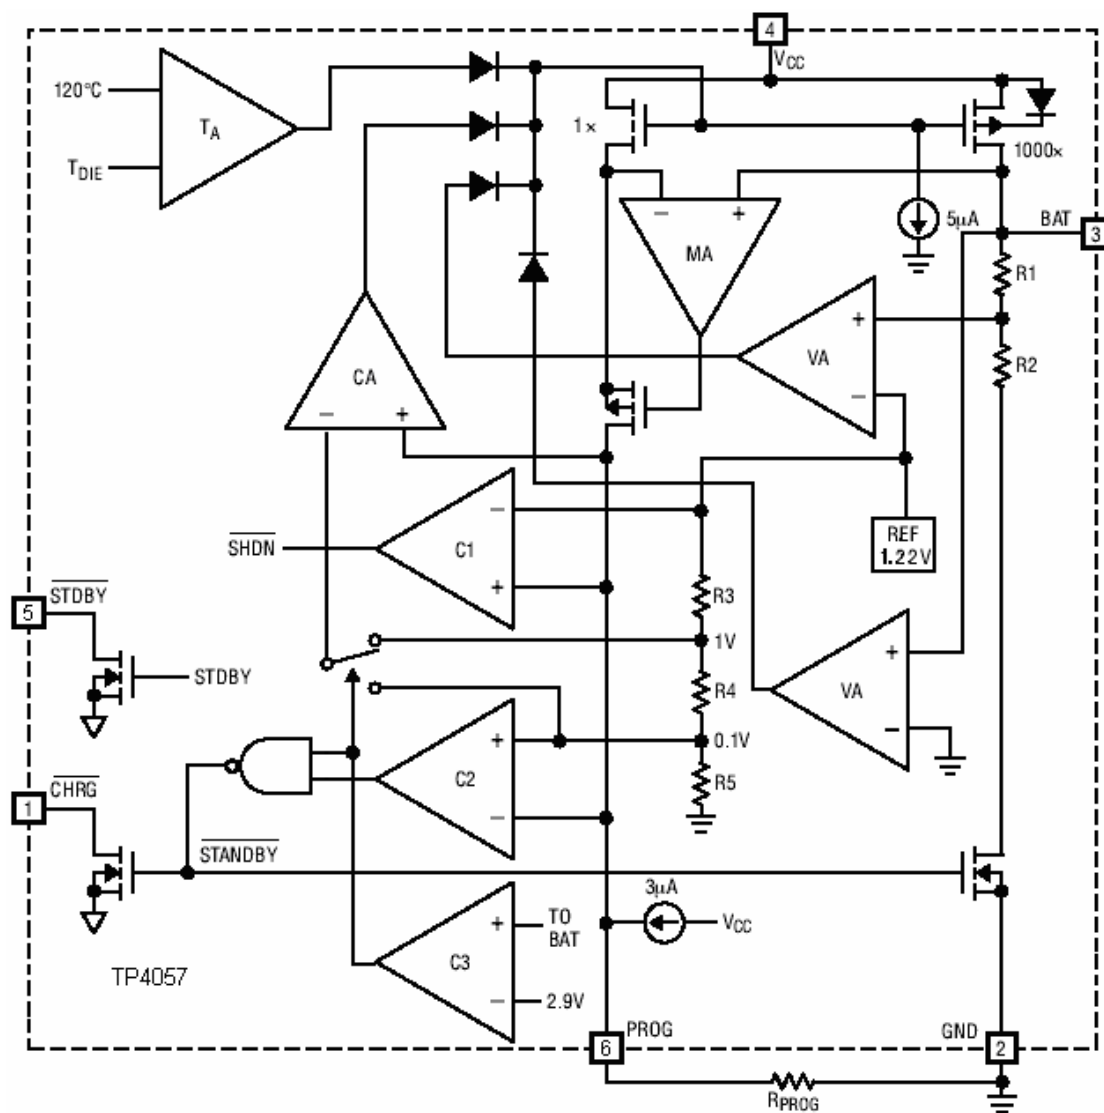 4
VCC
120°C
TA
TDIE
1×
1000×
− +
MA
5μA
BAT
3
R1
+
VA
−
R2
CA
− +
REF
1.22V
−
C1
+
SHDN
R3
5
STDBY
STDBY
1V
+
VA
−
R4
0.1V
+
C2
−
R5
1
CHRG
STANDBY
3μA
VCC
+
TO
BAT
C3
−
2.9V
TP4057
PROG
6
GND
2
RPROG